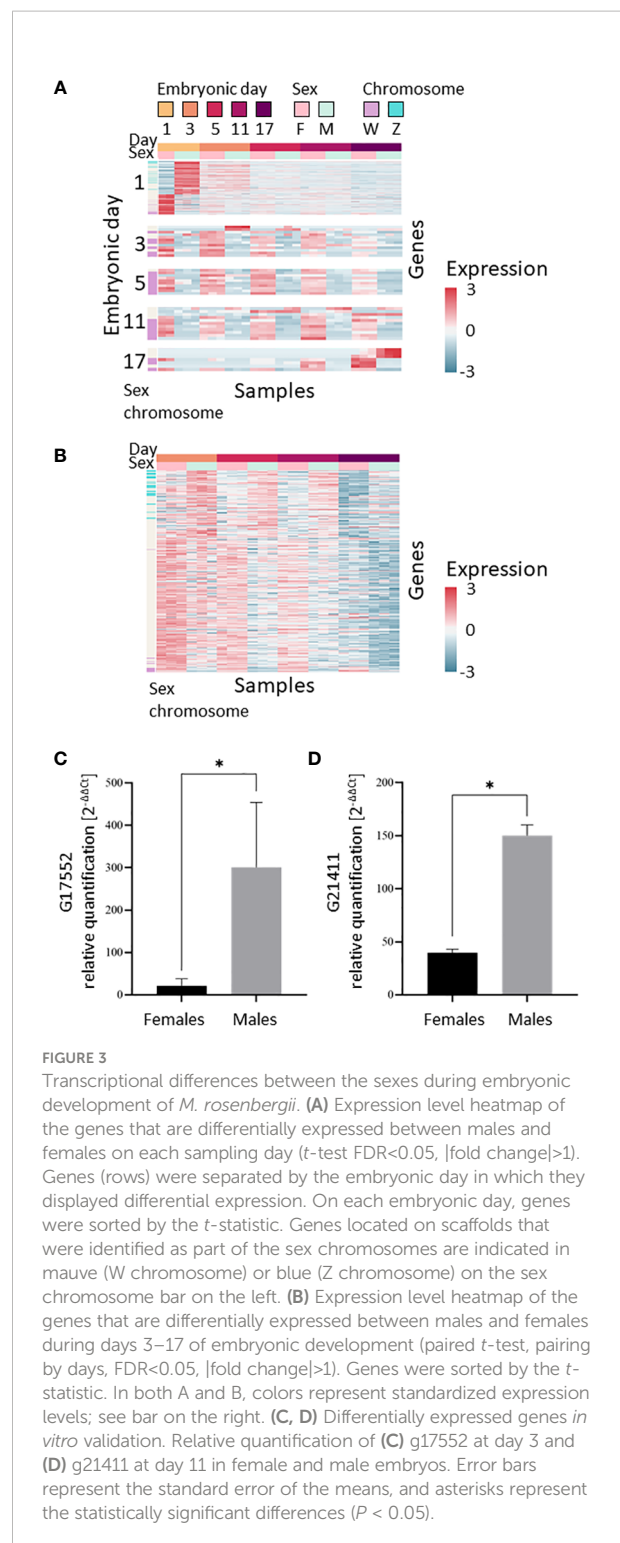 A
Embryonic day Sex Chromosome
1 3 5 11 17 F M W Z
Day
Sex
1
3
5
11
17
Embryonic day
Genes
Expression
3
0
-3
Sex
chromosome
Samples
B
Day
Sex
Genes
Expression
3
0
-3
Sex
chromosome
Samples
C
G17552
relative quantification [2-ΔΔCt]
500
300
200
100
0
*
Females Males
D
G21411
relative quantification [2-ΔΔCt]
200
150
100
50
0
*
Females Males
FIGURE 3
Transcriptional differences between the sexes during embryonic
development of M. rosenbergii. (A) Expression level heatmap of
the genes that are differentially expressed between males and
females on each sampling day (t-test FDR<0.05, |fold change|>1).
Genes (rows) were separated by the embryonic day in which they
displayed differential expression. On each embryonic day, genes
were sorted by the t-statistic. Genes located on scaffolds that
were identified as part of the sex chromosomes are indicated in
mauve (W chromosome) or blue (Z chromosome) on the sex
chromosome bar on the left. (B) Expression level heatmap of the
genes that are differentially expressed between males and females
during days 3–17 of embryonic development (paired t-test, pairing
by days, FDR<0.05, |fold change|>1). Genes were sorted by the t-
statistic. In both A and B, colors represent standardized expression
levels; see bar on the right. (C, D) Differentially expressed genes in
vitro validation. Relative quantification of (C) g17552 at day 3 and
(D) g21411 at day 11 in female and male embryos. Error bars
represent the standard error of the means, and asterisks represent
the statistically significant differences (P < 0.05).